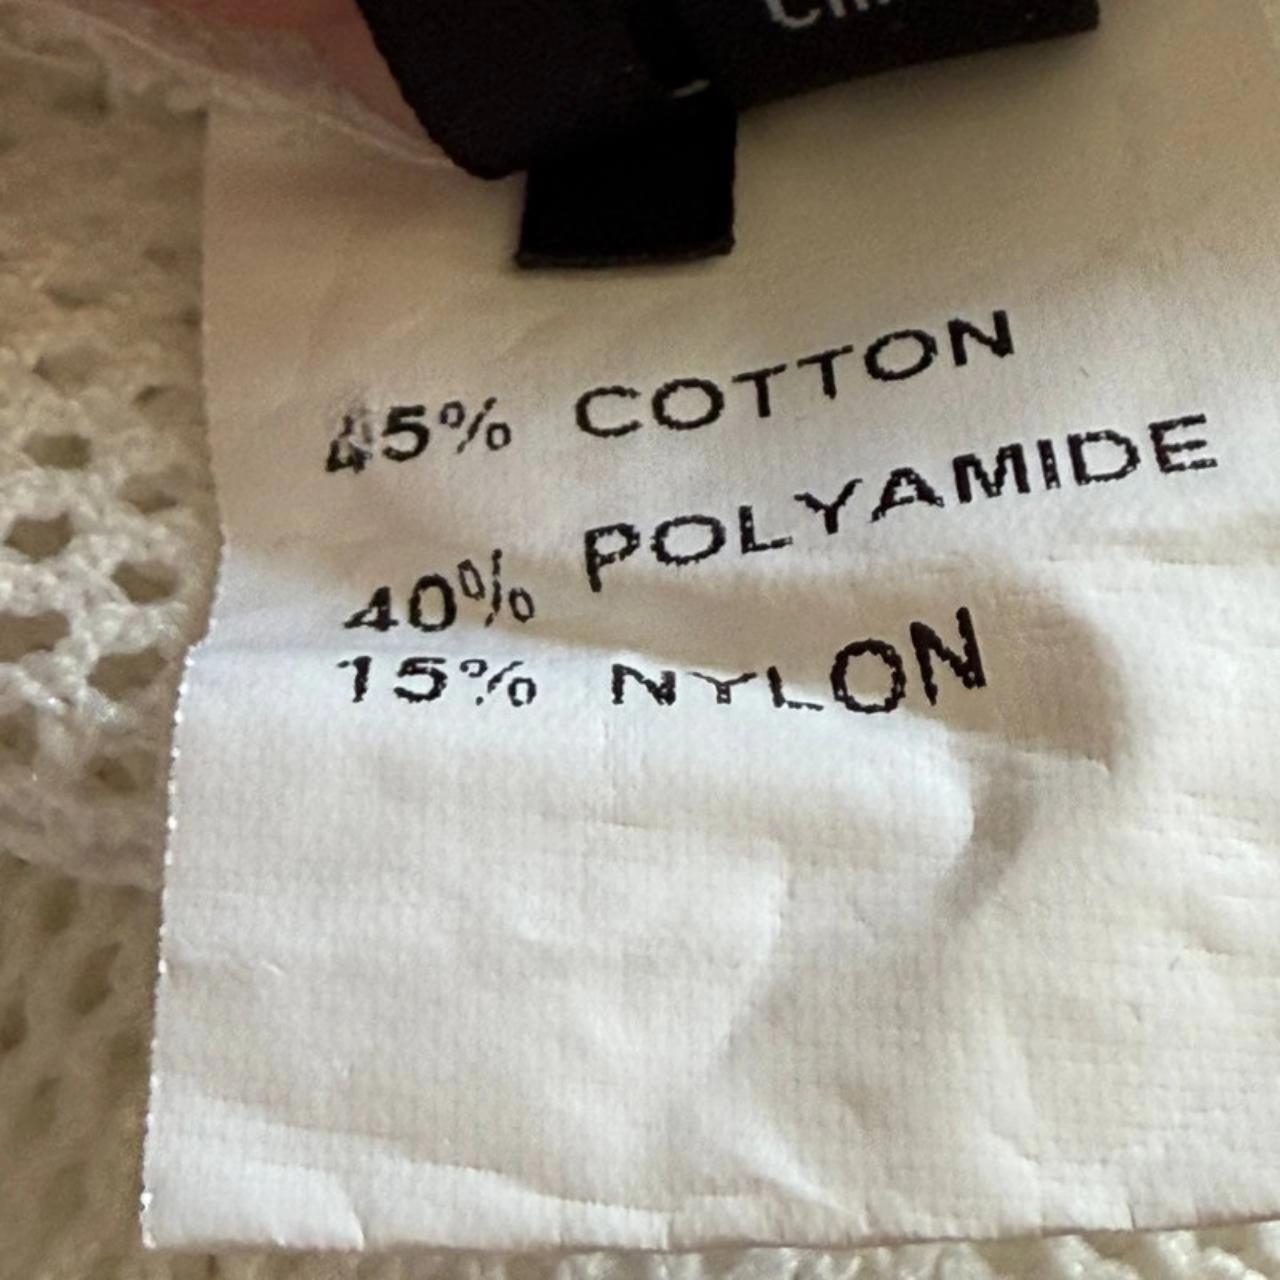 45% COTTON
40% POLYAMIDE
15% NYLON